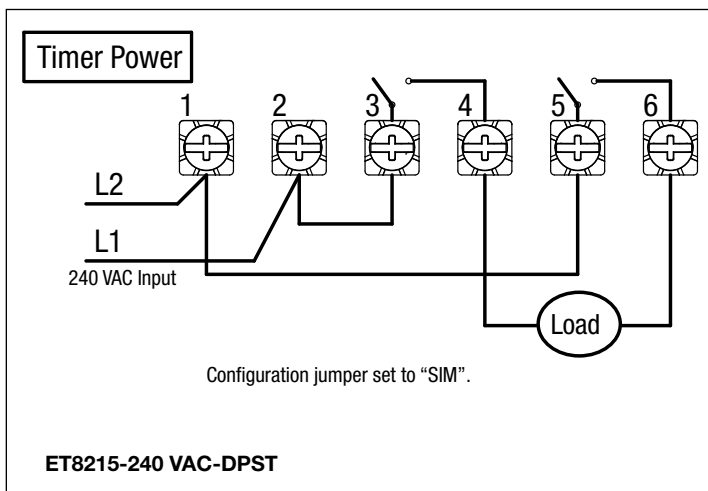 Timer Power
1 2 3 4 5 6
L2
L1
240 VAC Input
Load
Configuration jumper set to “SIM”.
ET8215-240 VAC-DPST